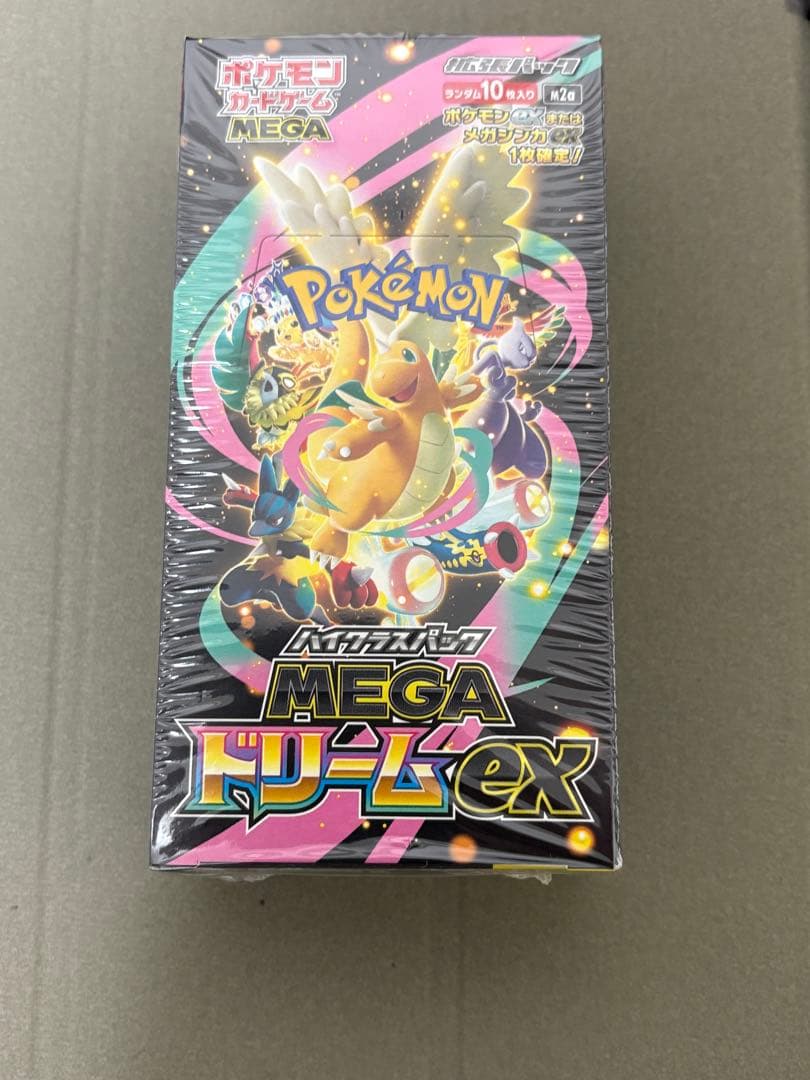 ポケモン
カードゲーム
MEGA
拡張パック
ランダム10枚入り M2a
ポケモンexまたは
メガシンカex
1枚確定!
POKÉMON
ハイクラスパック
MEGA
ドリームex